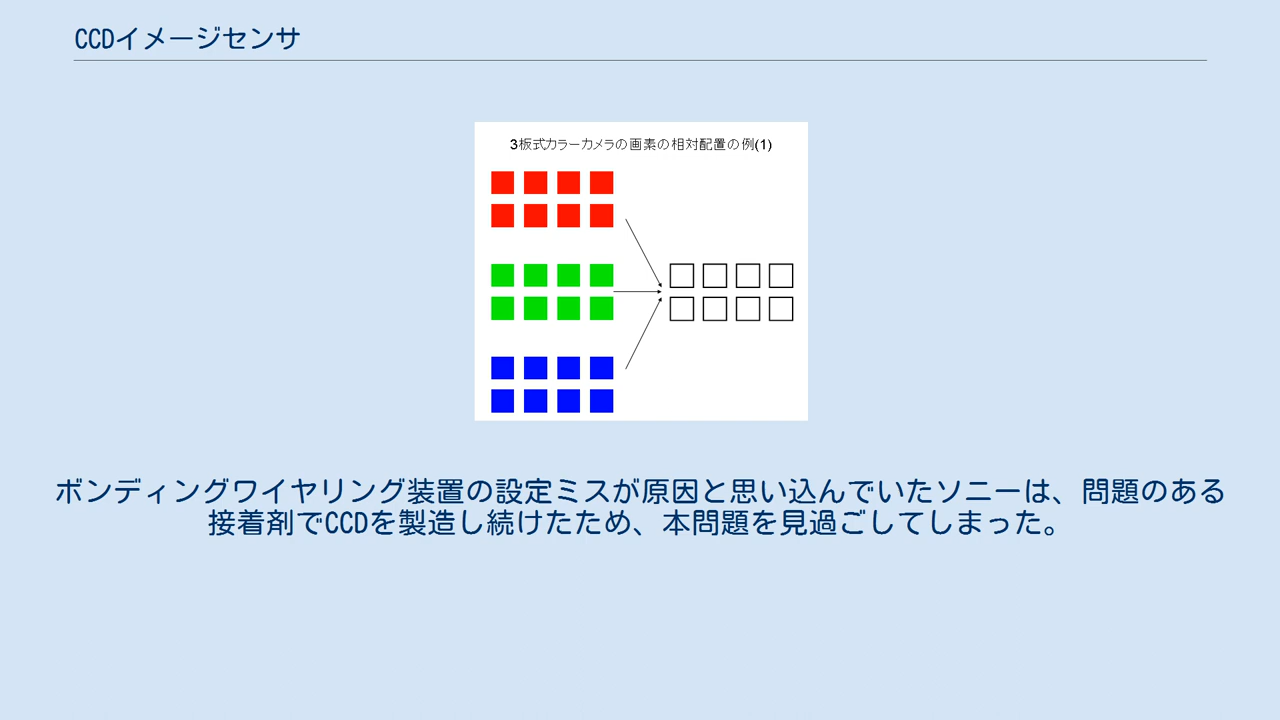 CCDイメージセンサ
3板式カラーカメラの画素の相対配置の例(1)
ボンディングワイヤリング装置の設定ミスが原因と思い込んでいたソニーは、問題のある
接着剤でCCDを製造し続けたため、本問題を見過ごしてしまった。